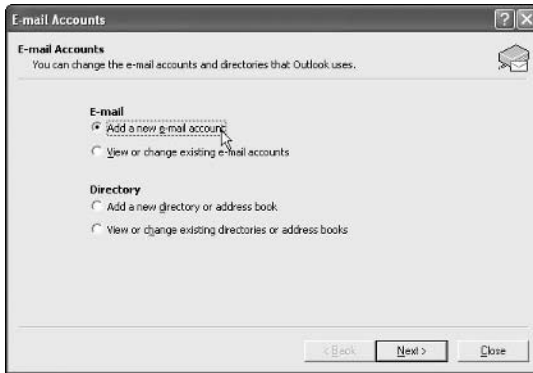 E-mail Accounts
E-mail Accounts
You can change the e-mail accounts and directories that Outlook uses.
E-mail
Add a new e-mail account
View or change existing e-mail accounts
Directory
Add a new directory or address book
View or change existing directories or address books
< Back Next > Close